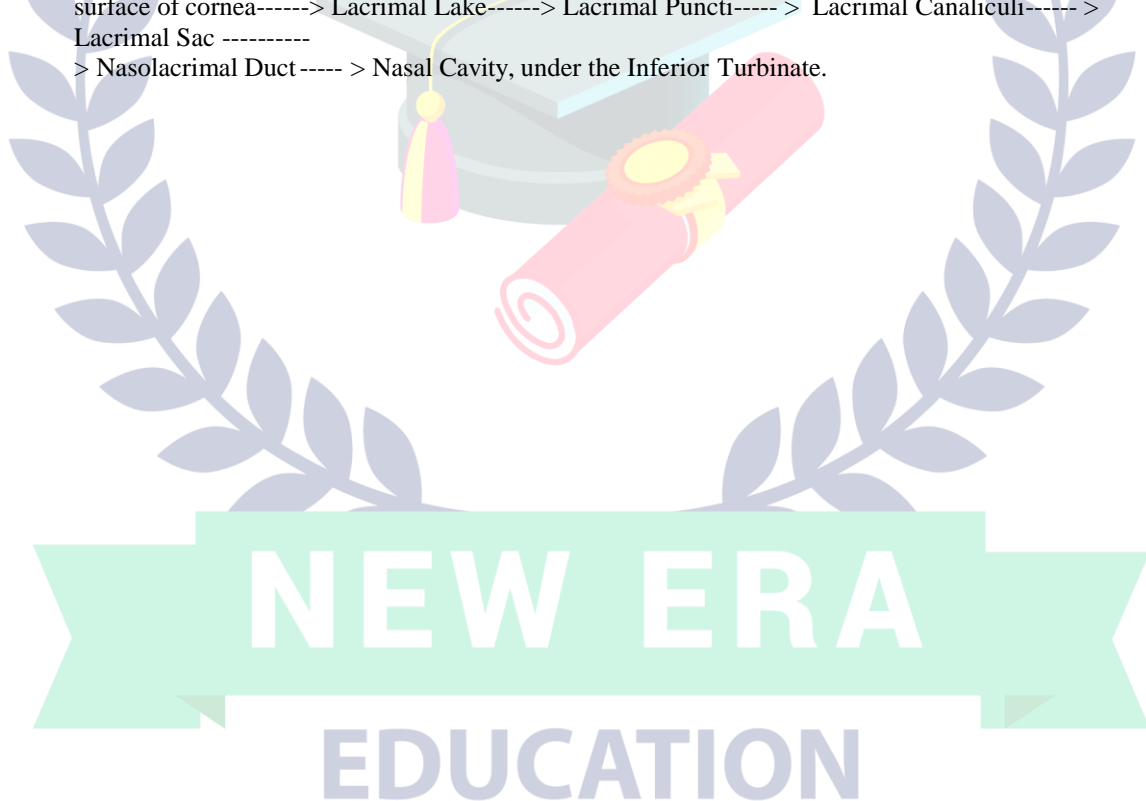 surface of cornea------> Lacrimal Lake------> Lacrimal Puncti----- > Lacrimal Canaliculi------ >
Lacrimal Sac ----------
> Nasolacrimal Duct ----- > Nasal Cavity, under the Inferior Turbinate.
NEW ERA
EDUCATION